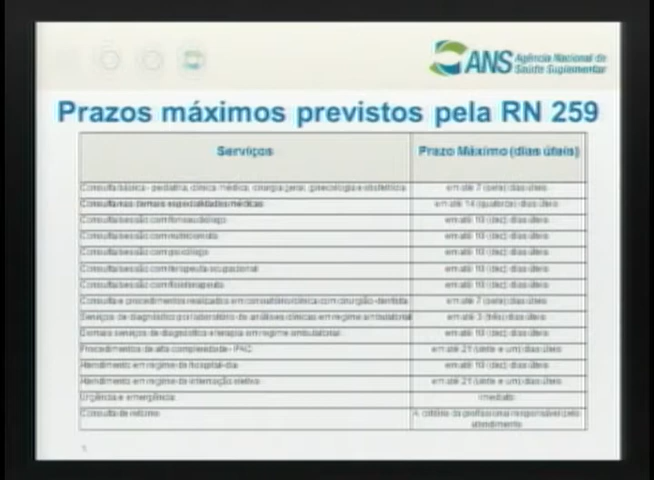 ANS Agência Nacional de
Saúde Suplementar
Prazos máximos previstos pela RN 259
Serviços Prazo Máximo (dias úteis)
Consulta básica - pediatria, clínica médica, cirurgia geral, ginecologia e obstetrícia em até 7 (sete) dias úteis
Consulta nas demais especialidades médicas em até 14 (quatorze) dias úteis
Consulta/sessão com fonoaudiólogo em até 10 (dez) dias úteis
Consulta/sessão com nutricionista em até 10 (dez) dias úteis
Consulta/sessão com psicólogo em até 10 (dez) dias úteis
Consulta/sessão com terapeuta ocupacional em até 10 (dez) dias úteis
Consulta/sessão com fisioterapeuta em até 10 (dez) dias úteis
Consulta e procedimentos realizados em consultório/clínica com cirurgião-dentista em até 7 (sete) dias úteis
Serviços de diagnóstico por laboratório de análises clínicas em regime ambulatorial em até 3 (três) dias úteis
Demais serviços de diagnóstico e terapia em regime ambulatorial em até 10 (dez) dias úteis
Procedimentos de alta complexidade - PAC em até 21 (vinte e um) dias úteis
Atendimento em regime de hospital-dia em até 10 (dez) dias úteis
Atendimento em regime de internação eletiva em até 21 (vinte e um) dias úteis
Urgência e emergência imediato
Consulta de retorno A critério do profissional responsável pelo
atendimento